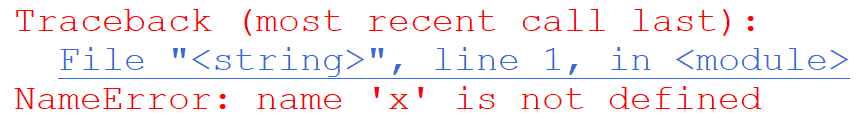 Traceback (most recent call last):
  File "<string>", line 1, in <module>
NameError: name 'x' is not defined